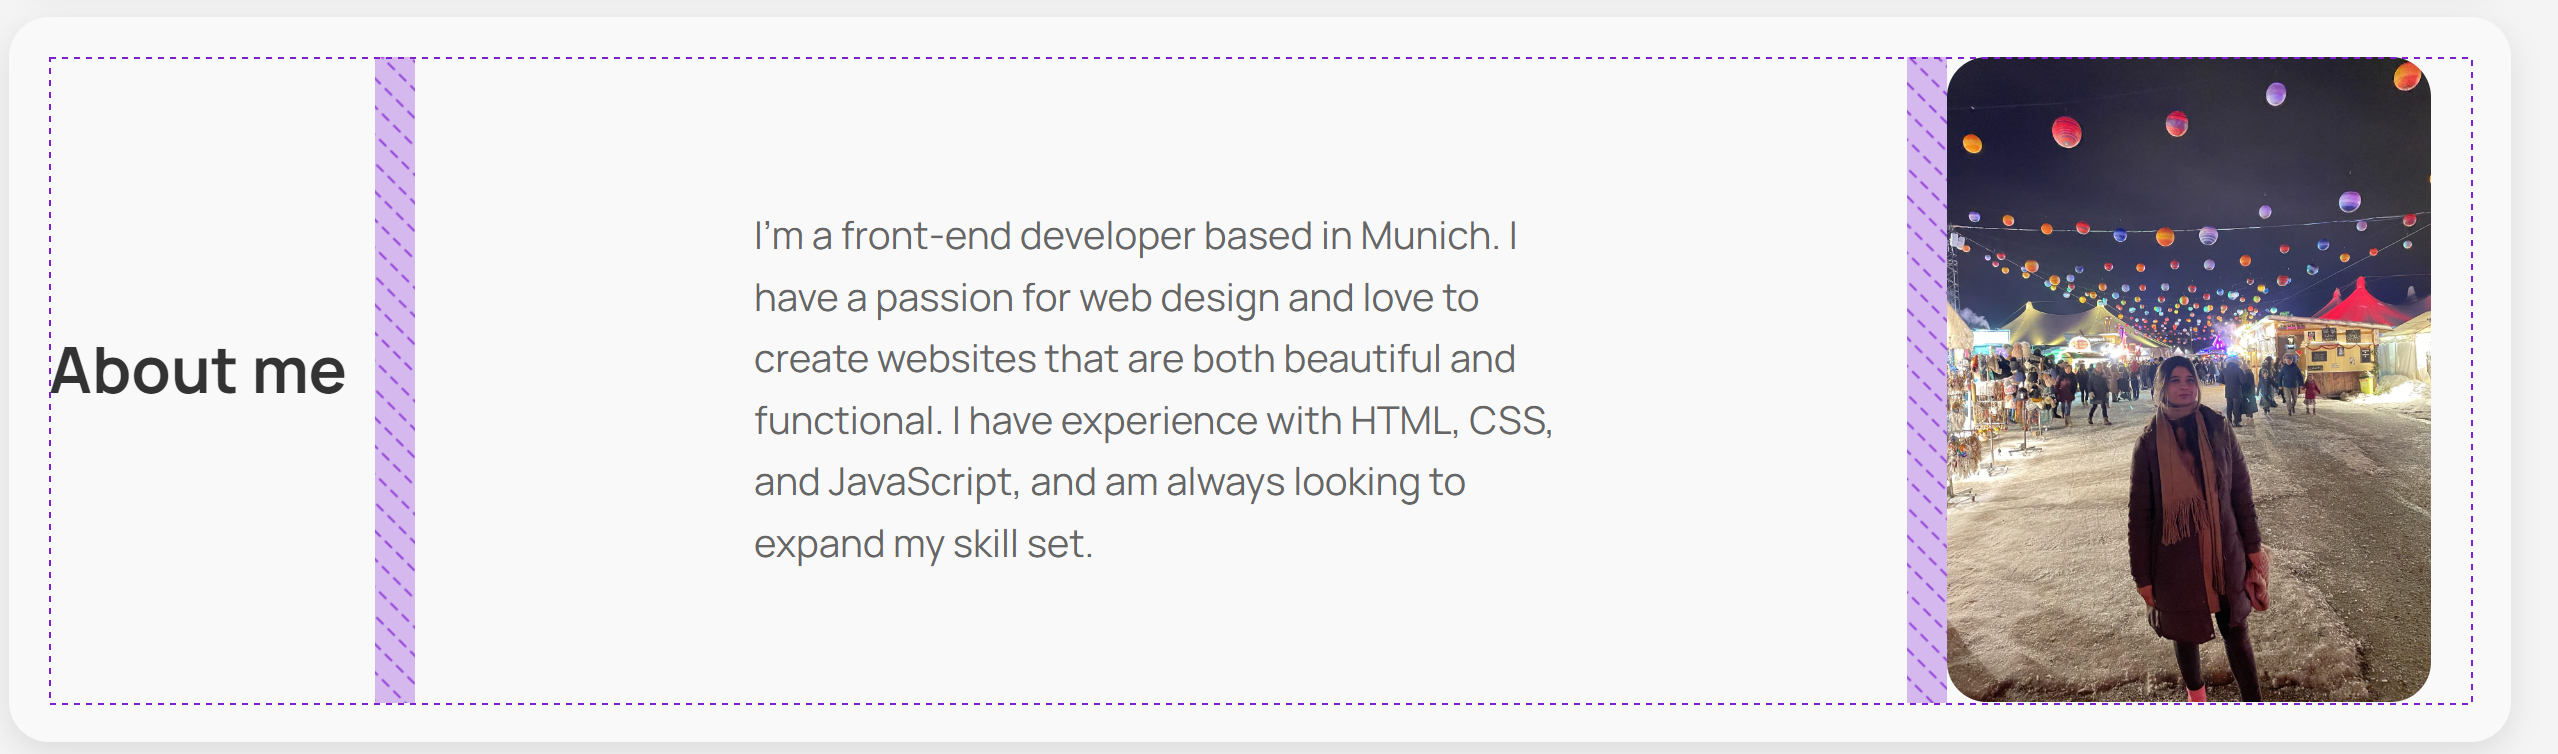 About me
I'm a front-end developer based in Munich. I
have a passion for web design and love to
create websites that are both beautiful and
functional. I have experience with HTML, CSS,
and JavaScript, and am always looking to
expand my skill set.